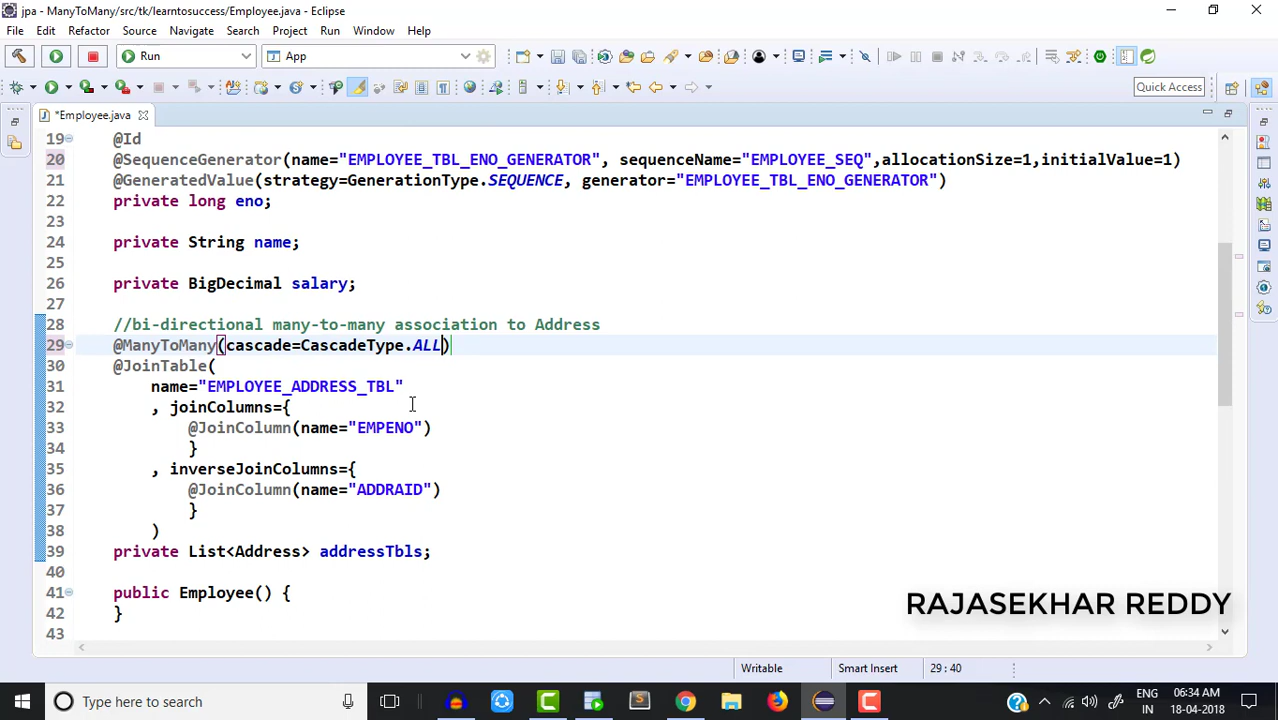 jpa - ManyToMany/src/tk/learntosuccess/Employee.java - Eclipse
File Edit Refactor Source Navigate Search Project Run Window Help
Run App
Quick Access
*Employee.java
19 @Id
20 @SequenceGenerator(name="EMPLOYEE_TBL_ENO_GENERATOR", sequenceName="EMPLOYEE_SEQ",allocationSize=1,initialValue=1)
21 @GeneratedValue(strategy=GenerationType.SEQUENCE, generator="EMPLOYEE_TBL_ENO_GENERATOR")
22 private long eno;
23
24 private String name;
25
26 private BigDecimal salary;
27
28 //bi-directional many-to-many association to Address
29 @ManyToMany(cascade=CascadeType.ALL)
30 @JoinTable(
31 name="EMPLOYEE_ADDRESS_TBL"
32 , joinColumns={
33 @JoinColumn(name="EMPENO")
34 }
35 , inverseJoinColumns={
36 @JoinColumn(name="ADDRAID")
37 }
38 )
39 private List<Address> addressTbls;
40
41 public Employee() {
42 }
43
RAJASEKHAR REDDY
Writable Smart Insert 29 : 40
Type here to search
ENG
IN
06:34 AM
18-04-2018